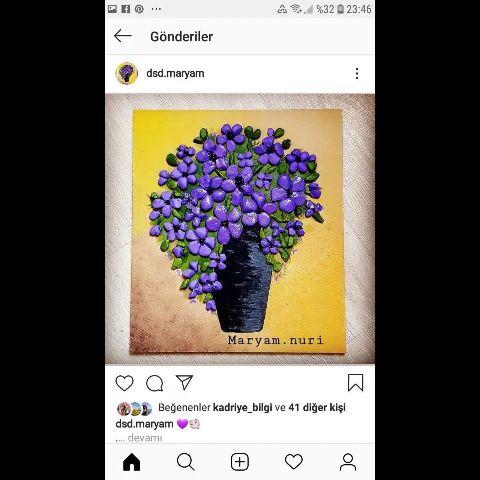 %32 23:46
Gönderiler
dsd.maryam
Maryam.nuri
Beğenenler kadriye_bilgi ve 41 diğer kişi
dsd.maryam 💜
.... devamı